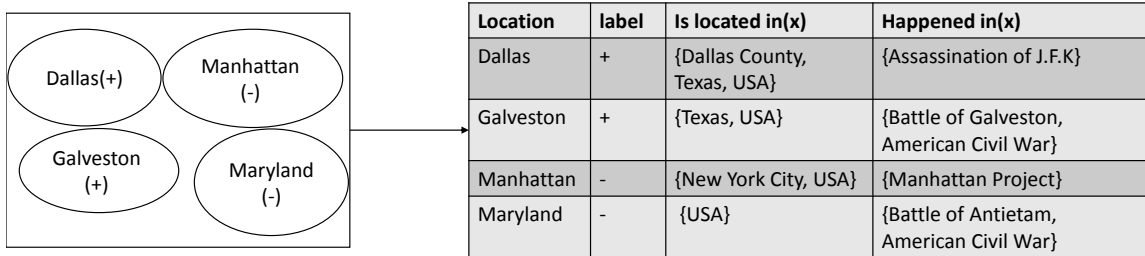 Dallas(+)
Manhattan
(-)
Galveston
(+)
Maryland
(-)
Location label Is located in(x) Happened in(x)
Dallas + {Dallas County, {Assassination of J.F.K}
Texas, USA}
Galveston + {Texas, USA} {Battle of Galveston,
American Civil War}
Manhattan - {New York City, USA} {Manhattan Project}
Maryland - {USA} {Battle of Antietam,
American Civil War}